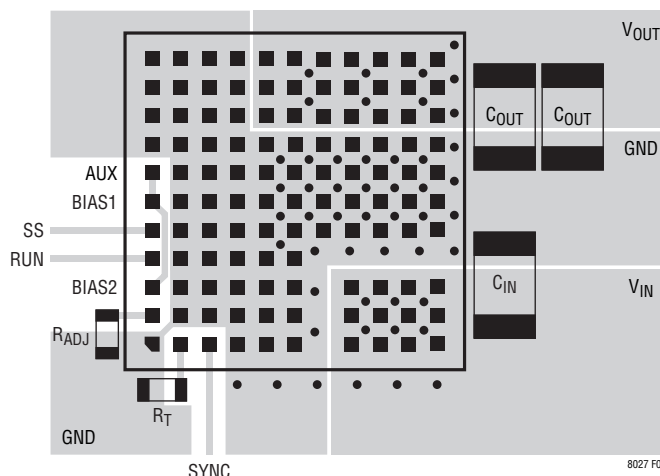 VOUT
COUT COUT
GND
AUX
BIAS1
SS
RUN
BIAS2
CIN
VIN
RADJ
RT
GND
SYNC
8027 F0